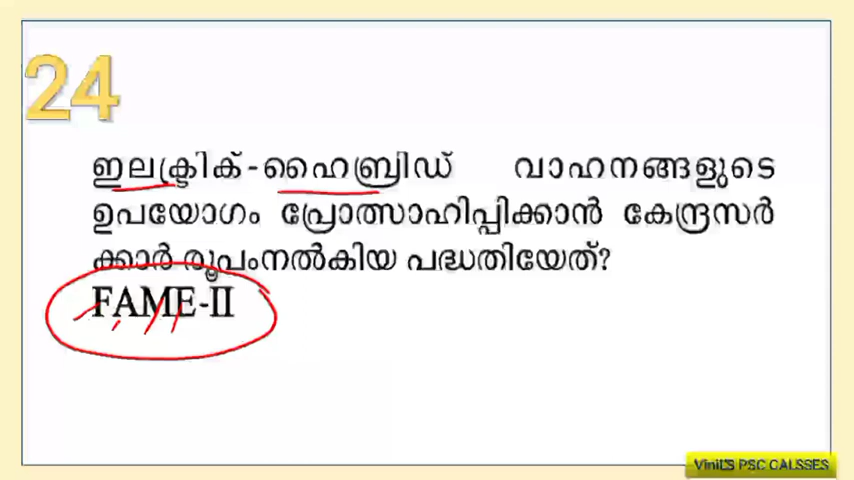 24
ഇലക്ട്രിക്-ഹൈബ്രിഡ് വാഹനങ്ങളുടെ
ഉപയോഗം പ്രോത്സാഹിപ്പിക്കാൻ കേന്ദ്രസർ
ക്കാർ രൂപംനൽകിയ പദ്ധതിയേത്?
FAME-II
ViniL'S PSC CALSSES